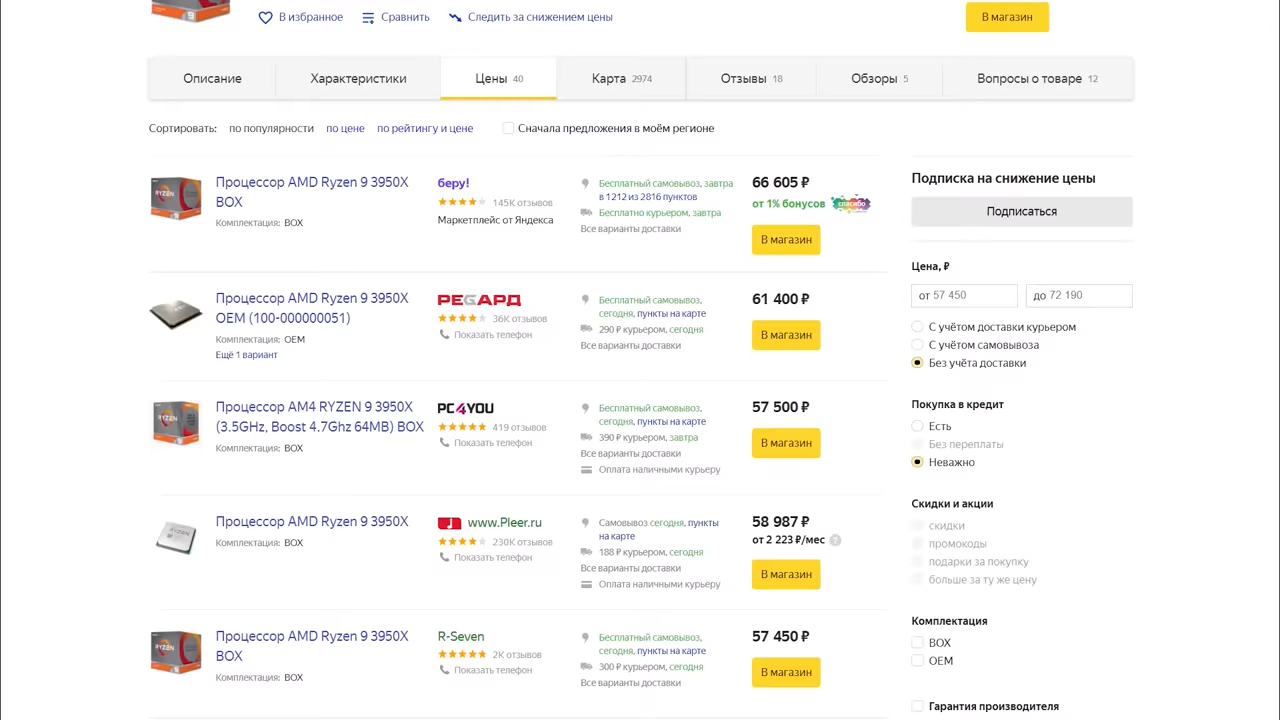 В избранное
Сравнить
Следить за снижением цены
В магазин
Описание
Характеристики
Цены 40
Карта 2974
Отзывы 18
Обзоры 5
Вопросы о товаре 12
Сортировать: по популярности по цене по рейтингу и цене
Сначала предложения в моём регионе
RYZEN
Процессор AMD Ryzen 9 3950X
BOX
Комплектация: BOX
беру!
145K отзывов
Маркетплейс от Яндекса
Бесплатный самовывоз, завтра
в 1212 из 2816 пунктов
Бесплатно курьером, завтра
Все варианты доставки
66 605 ₽
от 1% бонусов
спасибо
В магазин
Процессор AMD Ryzen 9 3950X
OEM (100-000000051)
Комплектация: OEM
Ещё 1 вариант
РЕГАРД
36K отзывов
Показать телефон
Бесплатный самовывоз,
сегодня, пункты на карте
290 ₽ курьером, сегодня
Все варианты доставки
61 400 ₽
В магазин
RYZEN
Процессор AM4 RYZEN 9 3950X
(3.5GHz, Boost 4.7Ghz 64MB) BOX
Комплектация: BOX
PC4YOU
419 отзывов
Показать телефон
Бесплатный самовывоз,
сегодня, пункты на карте
390 ₽ курьером, завтра
Все варианты доставки
Оплата наличными курьеру
57 500 ₽
В магазин
RYZEN
Процессор AMD Ryzen 9 3950X
Комплектация: BOX
www.Pleer.ru
230K отзывов
Показать телефон
Самовывоз сегодня, пункты
на карте
188 ₽ курьером, сегодня
Все варианты доставки
Оплата наличными курьеру
58 987 ₽
от 2 223 ₽/мес ?
В магазин
RYZEN
Процессор AMD Ryzen 9 3950X
BOX
Комплектация: BOX
R-Seven
2K отзывов
Показать телефон
Бесплатный самовывоз,
сегодня, пункты на карте
300 ₽ курьером, сегодня
Все варианты доставки
57 450 ₽
В магазин
Подписка на снижение цены
Подписаться
Цена, ₽
от 57 450
до 72 190
С учётом доставки курьером
С учётом самовывоза
Без учёта доставки
Покупка в кредит
Есть
Без переплаты
Неважно
Скидки и акции
скидки
промокоды
подарки за покупку
больше за ту же цену
Комплектация
BOX
OEM
Гарантия производителя